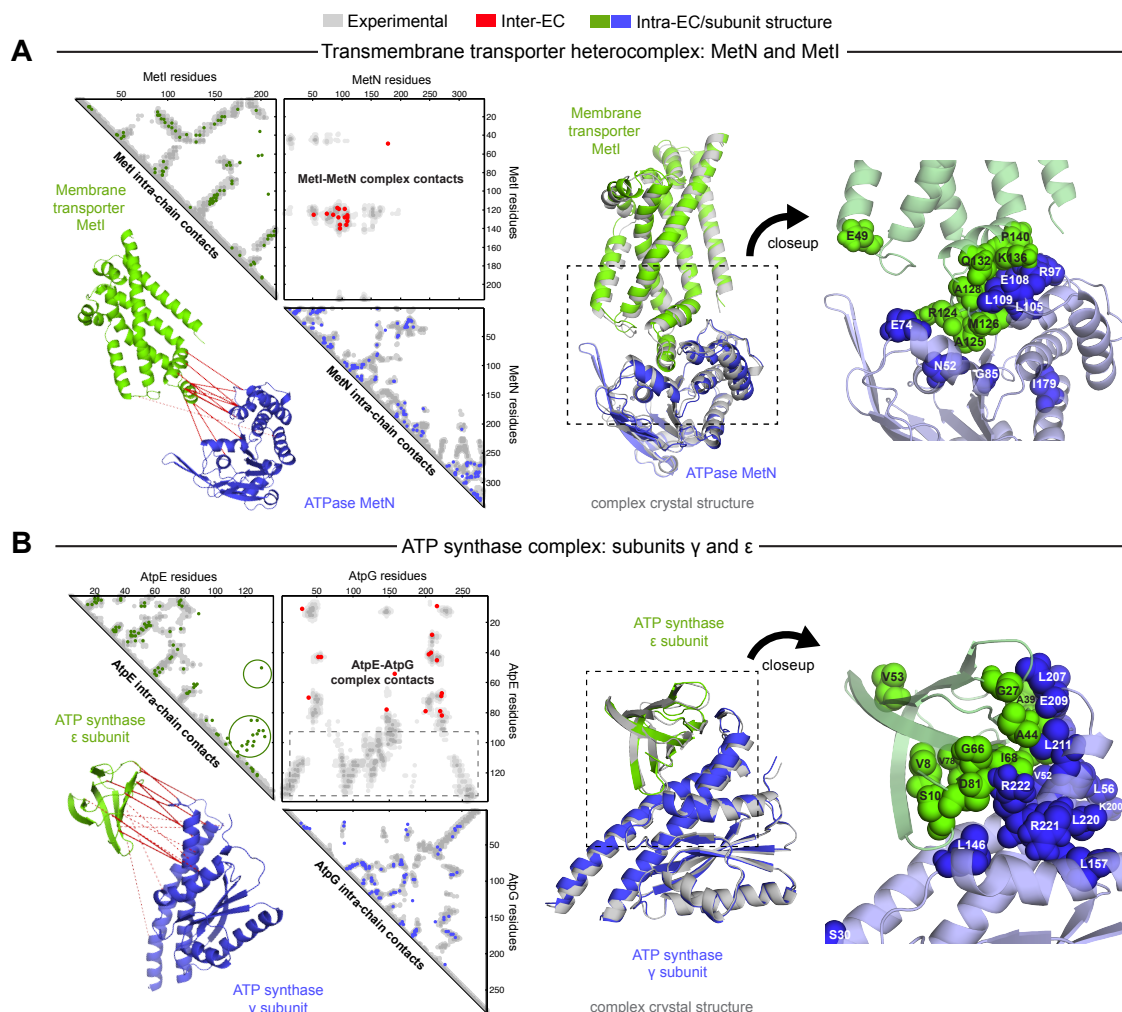 Experimental
Inter-EC
Intra-EC/subunit structure
A
Transmembrane transporter heterocomplex: MetN and MetI
MetI residues
50 100 150 200
MetN residues
50 100 150 200 250 300
20
40
60
80
100
120
140
160
180
200
MetI residues
MetI intra-chain contacts
MetI-MetN complex contacts
Membrane
transporter
MetI
50
100
150
200
250
300
MetN residues
MetN intra-chain contacts
ATPase MetN
Membrane
transporter
MetI
closeup
ATPase MetN
complex crystal structure
E49
P140
Q132
K136
R97
E108
A128
L109
L105
R124
M126
E74
A125
N52
G85
I179
B
ATP synthase complex: subunits γ and ε
AtpE residues
20 40 60 80 100 120
AtpG residues
50 100 150 200 250
20
40
60
80
100
120
AtpE residues
AtpE intra-chain contacts
AtpE-AtpG
complex contacts
ATP synthase
ε subunit
50
100
150
200
250
AtpG residues
AtpG intra-chain contacts
ATP synthase
γ subunit
ATP synthase
ε subunit
closeup
ATP synthase
γ subunit
complex crystal structure
V53
L207
G27
A39
E209
A44
L211
G66
V8
V78
I68
V52
S10
D81
R222
L56
K200
R221
L220
L146
L157
S30